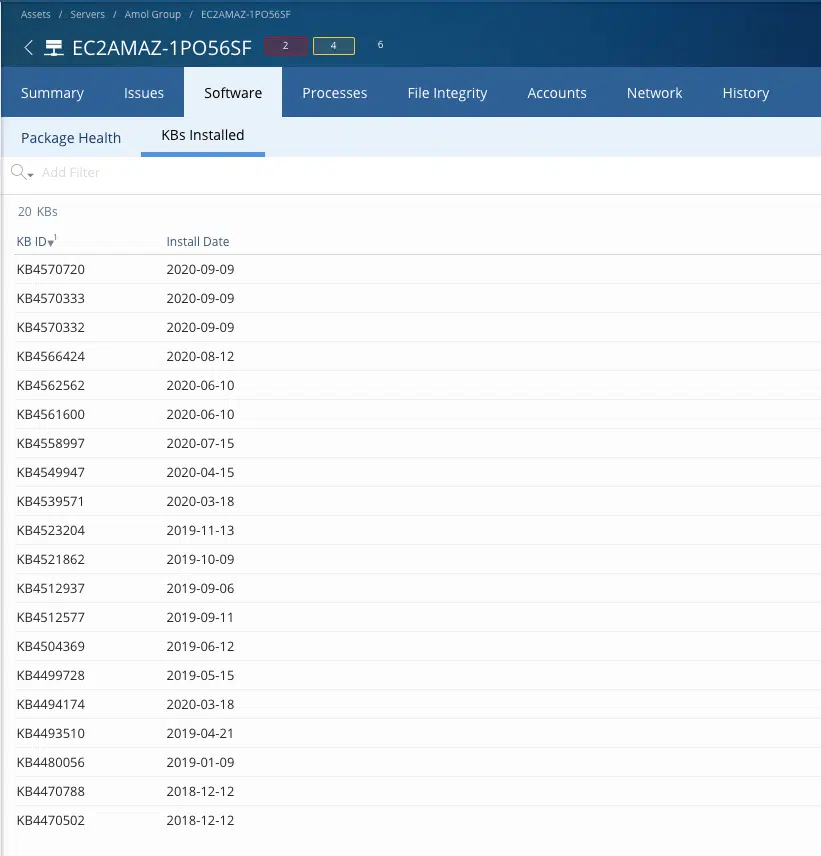 Assets / Servers / Amol Group / EC2AMAZ-1PO56SF
EC2AMAZ-1PO56SF 2 4 6
Summary Issues Software Processes File Integrity Accounts Network History
Package Health KBs Installed
Add Filter
20 KBs
KB ID▾1 Install Date
KB4570720 2020-09-09
KB4570333 2020-09-09
KB4570332 2020-09-09
KB4566424 2020-08-12
KB4562562 2020-06-10
KB4561600 2020-06-10
KB4558997 2020-07-15
KB4549947 2020-04-15
KB4539571 2020-03-18
KB4523204 2019-11-13
KB4521862 2019-10-09
KB4512937 2019-09-06
KB4512577 2019-09-11
KB4504369 2019-06-12
KB4499728 2019-05-15
KB4494174 2020-03-18
KB4493510 2019-04-21
KB4480056 2019-01-09
KB4470788 2018-12-12
KB4470502 2018-12-12